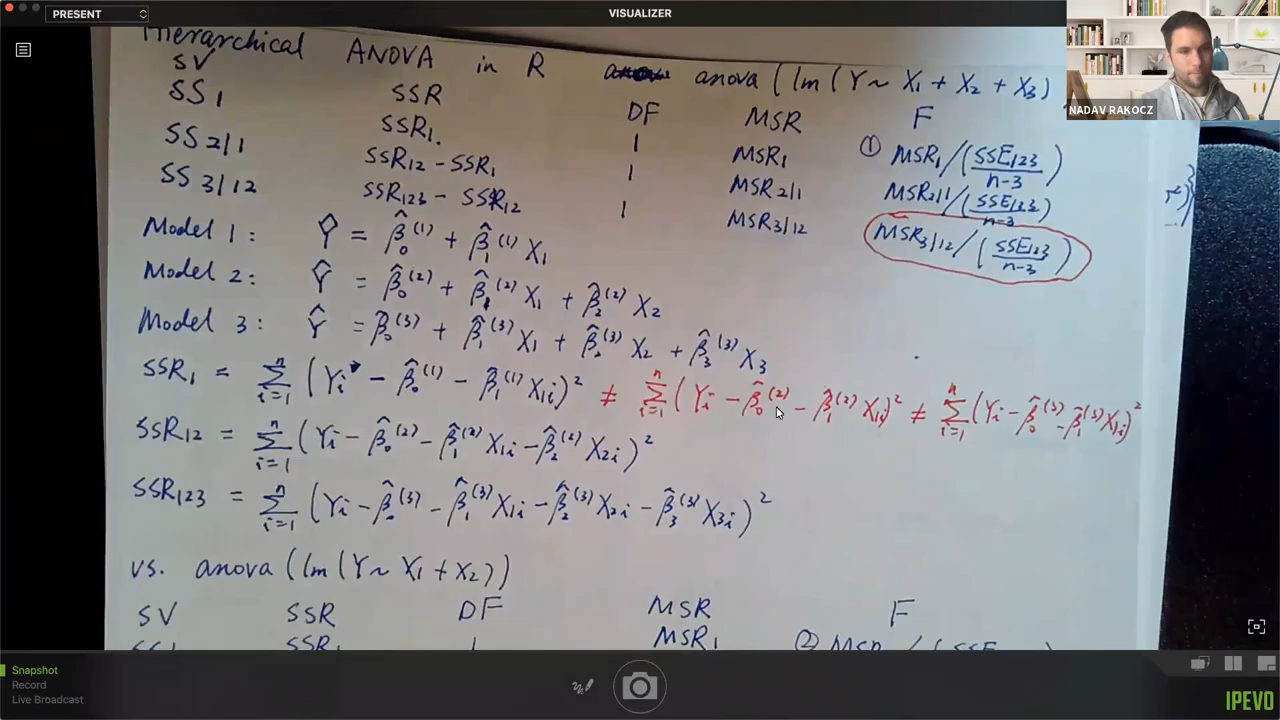 PRESENT
VISUALIZER
NADAV RAKOCZ
Hierarchical ANOVA in R anova (lm (Y ~ X₁ + X₂ + X₃)
SV SSR DF MSR F
SS₁ SSR₁. 1 MSR₁ ① MSR₁/(SSE₁₂₃/n-3)
SS₂/₁ SSR₁₂ - SSR₁ 1 MSR₂/₁ MSR₂/₁/(SSE₁₂₃/n-3)
SS₃/₁₂ SSR₁₂₃ - SSR₁₂ 1 MSR₃/₁₂ MSR₃/₁₂/(SSE₁₂₃/n-3)
Model 1: Ŷ = β̂₀⁽¹⁾ + β̂₁⁽¹⁾ X₁
Model 2: Ŷ = β̂₀⁽²⁾ + β̂₁⁽²⁾ X₁ + β̂₂⁽²⁾ X₂
Model 3: Ŷ = β̂₀⁽³⁾ + β̂₁⁽³⁾ X₁ + β̂₂⁽³⁾ X₂ + β̂₃⁽³⁾ X₃
SSR₁ = Σᵢ₌₁ⁿ (Yᵢ - β̂₀⁽¹⁾ - β̂₁⁽¹⁾ X₁ᵢ)² ≠ Σᵢ₌₁ⁿ (Yᵢ - β̂₀⁽²⁾ - β̂₁⁽²⁾ X₁ᵢ)² ≠ Σᵢ₌₁ⁿ (Yᵢ - β̂₀⁽³⁾ - β̂₁⁽³⁾ X₁ᵢ)²
SSR₁₂ = Σᵢ₌₁ⁿ (Yᵢ - β̂₀⁽²⁾ - β̂₁⁽²⁾ X₁ᵢ - β̂₂⁽²⁾ X₂ᵢ)²
SSR₁₂₃ = Σᵢ₌₁ⁿ (Yᵢ - β̂₀⁽³⁾ - β̂₁⁽³⁾ X₁ᵢ - β̂₂⁽³⁾ X₂ᵢ - β̂₃⁽³⁾ X₃ᵢ)²
vs. anova (lm (Y ~ X₁ + X₂))
SV SSR DF MSR F
SSR₁ 1 MSR₁ ②
Snapshot
Record
Live Broadcast
IPEVO